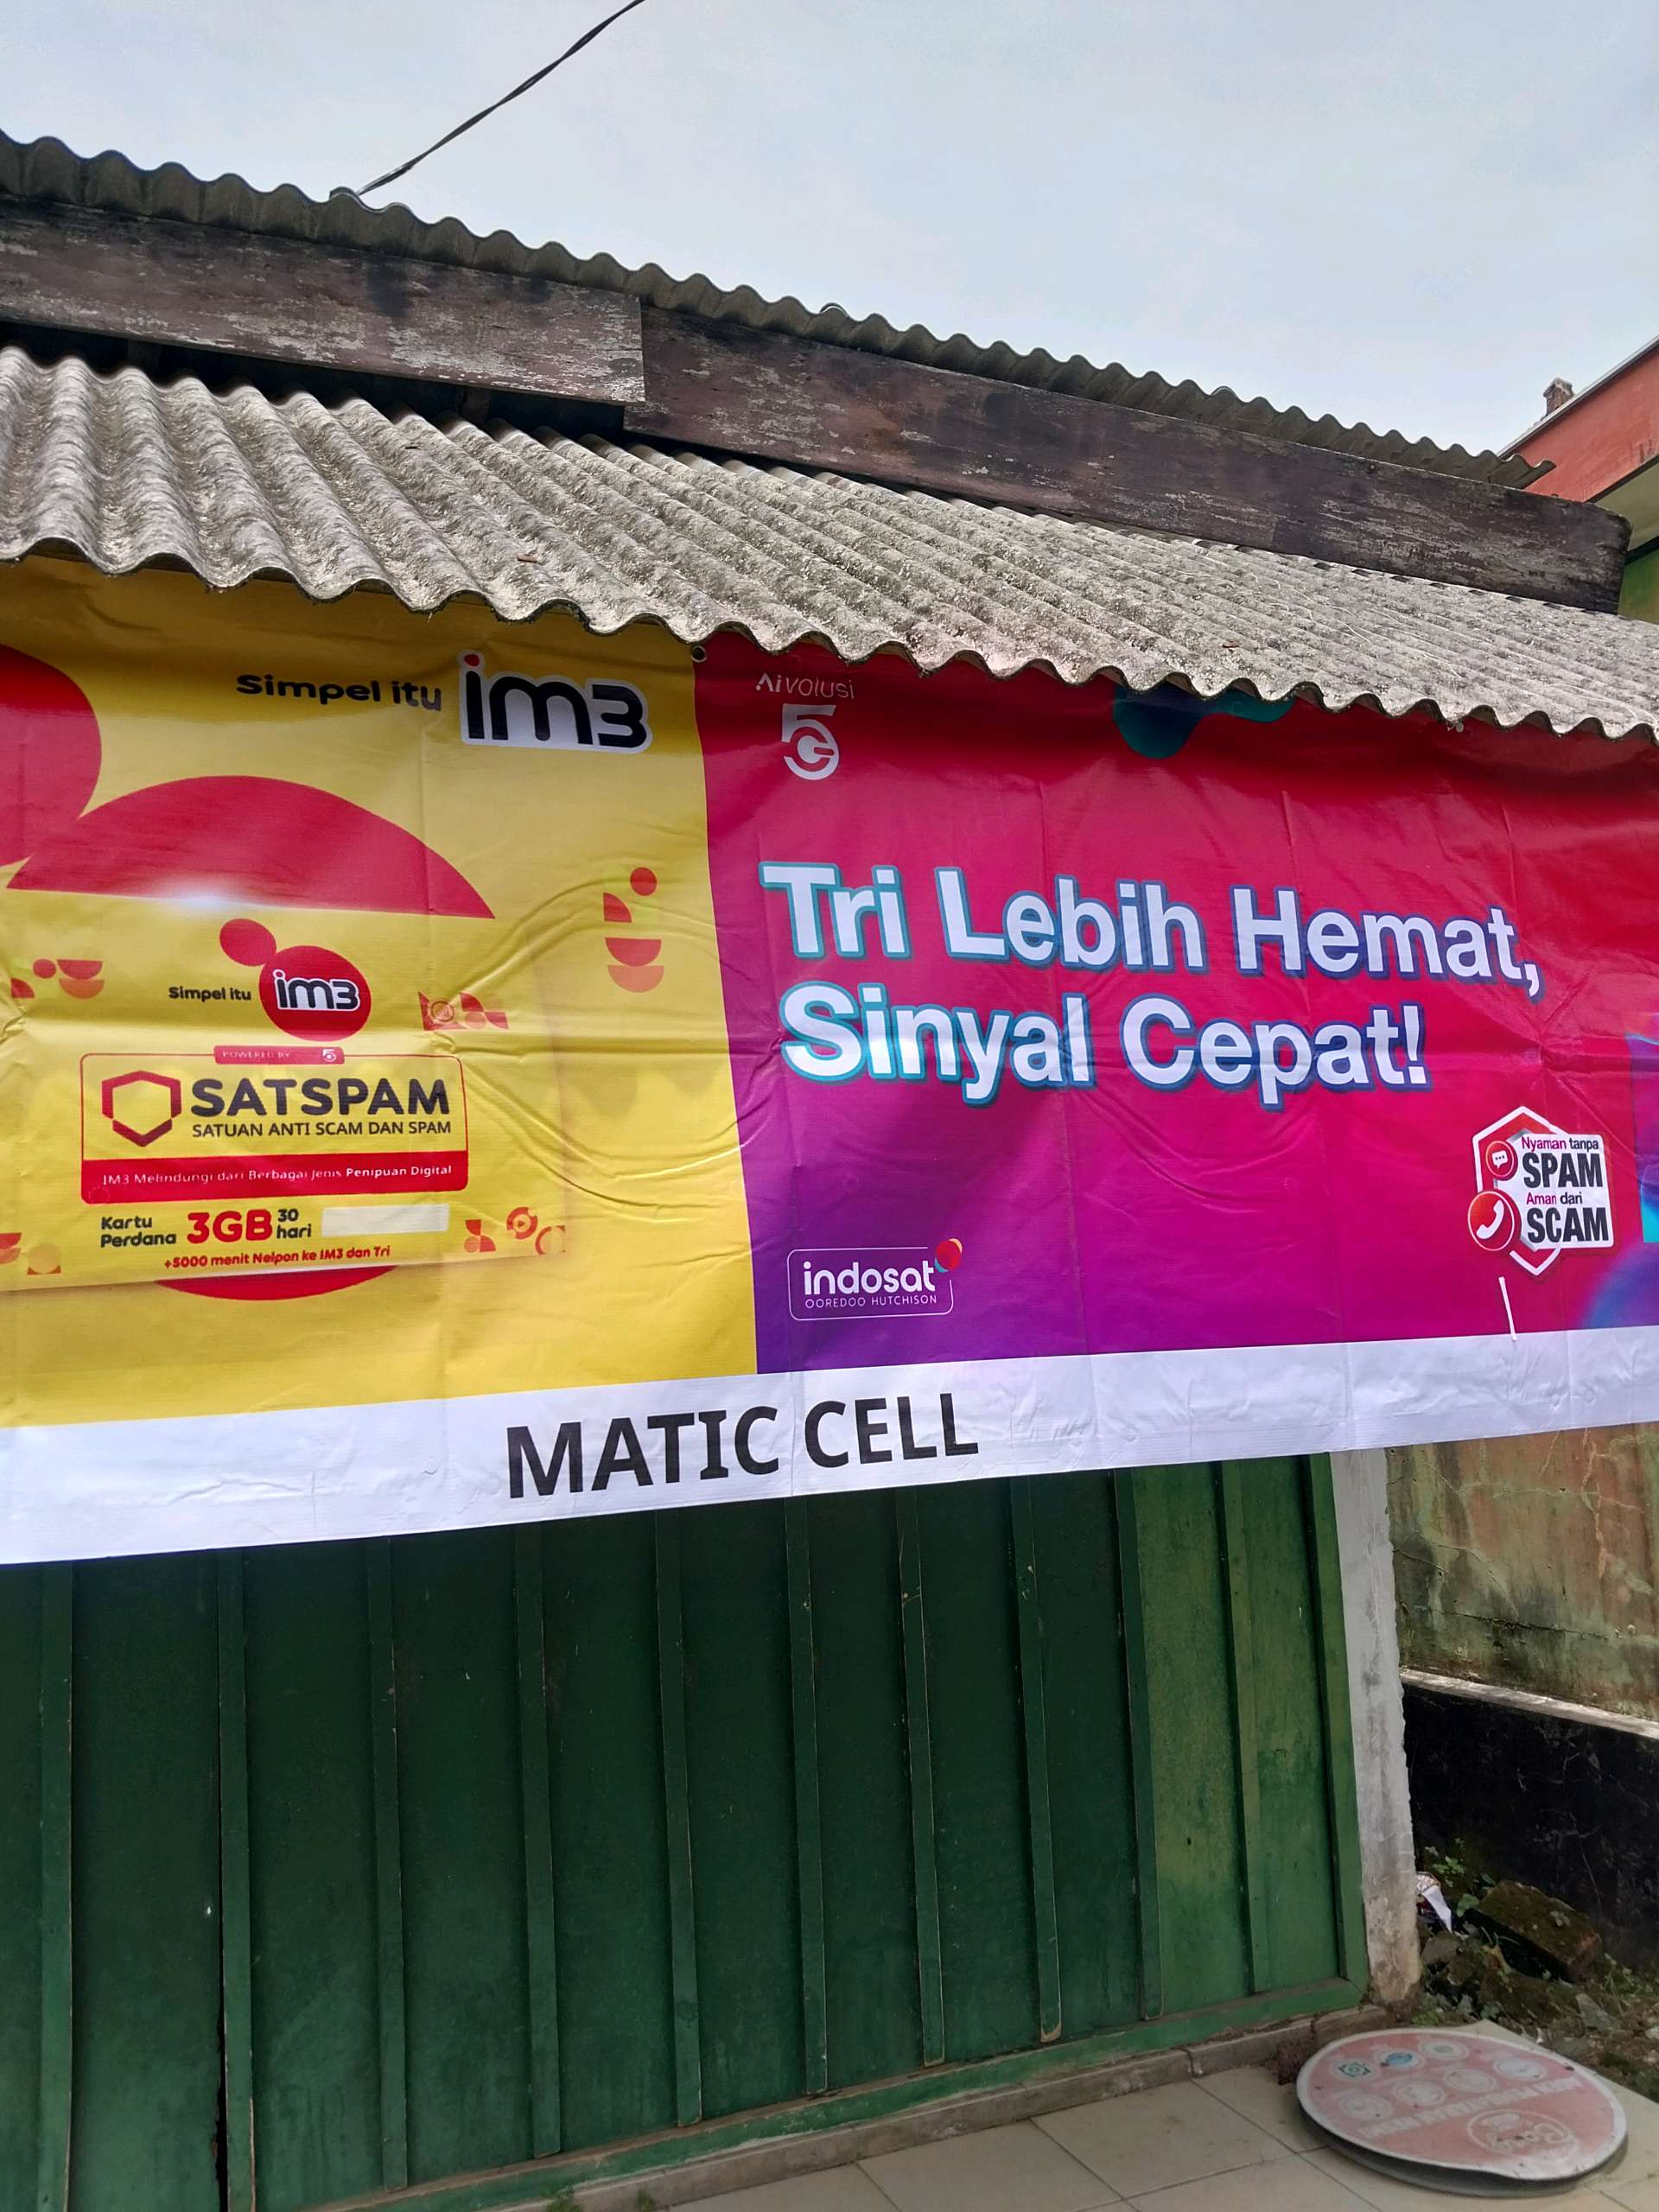 Simpel itu im3
Simpel itu im3
POWERED BY 5G
SATSPAM
SATUAN ANTI SCAM DAN SPAM
IM3 Melindungi dari Berbagai Jenis Penipuan Digital
Kartu Perdana 3GB 30 hari
+5000 menit Nelpon ke IM3 dan Tri
AIvolusi
5G
Tri Lebih Hemat,
Sinyal Cepat!
Nyaman tanpa
SPAM
Aman dari
SCAM
indosat
OOREDOO HUTCHISON
MATIC CELL